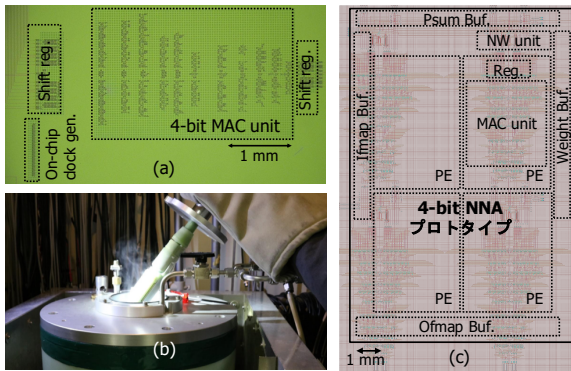 Shift reg.
On-chip
dock gen.
4-bit MAC unit
Shift reg.
1 mm
(a)
(b)
Psum Buf.
NW unit
Ifmap Buf.
Reg.
MAC unit
Weight Buf.
PE
PE
4-bit NNA
プロトタイプ
PE
PE
Ofmap Buf.
1 mm
(c)